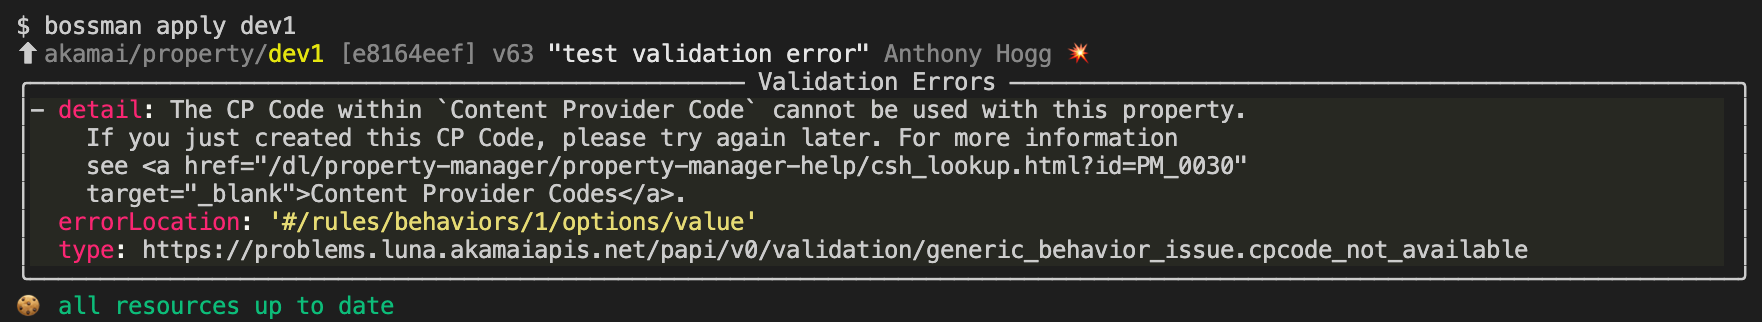 $ bossman apply dev1
⬆ akamai/property/dev1 [e8164eef] v63 "test validation error" Anthony Hogg 💥
Validation Errors
- detail: The CP Code within `Content Provider Code` cannot be used with this property.
If you just created this CP Code, please try again later. For more information
see <a href="/dl/property-manager/property-manager-help/csh_lookup.html?id=PM_0030"
target="_blank">Content Provider Codes</a>.
errorLocation: '#/rules/behaviors/1/options/value'
type: https://problems.luna.akamaiapis.net/papi/v0/validation/generic_behavior_issue.cpcode_not_available
🍪 all resources up to date